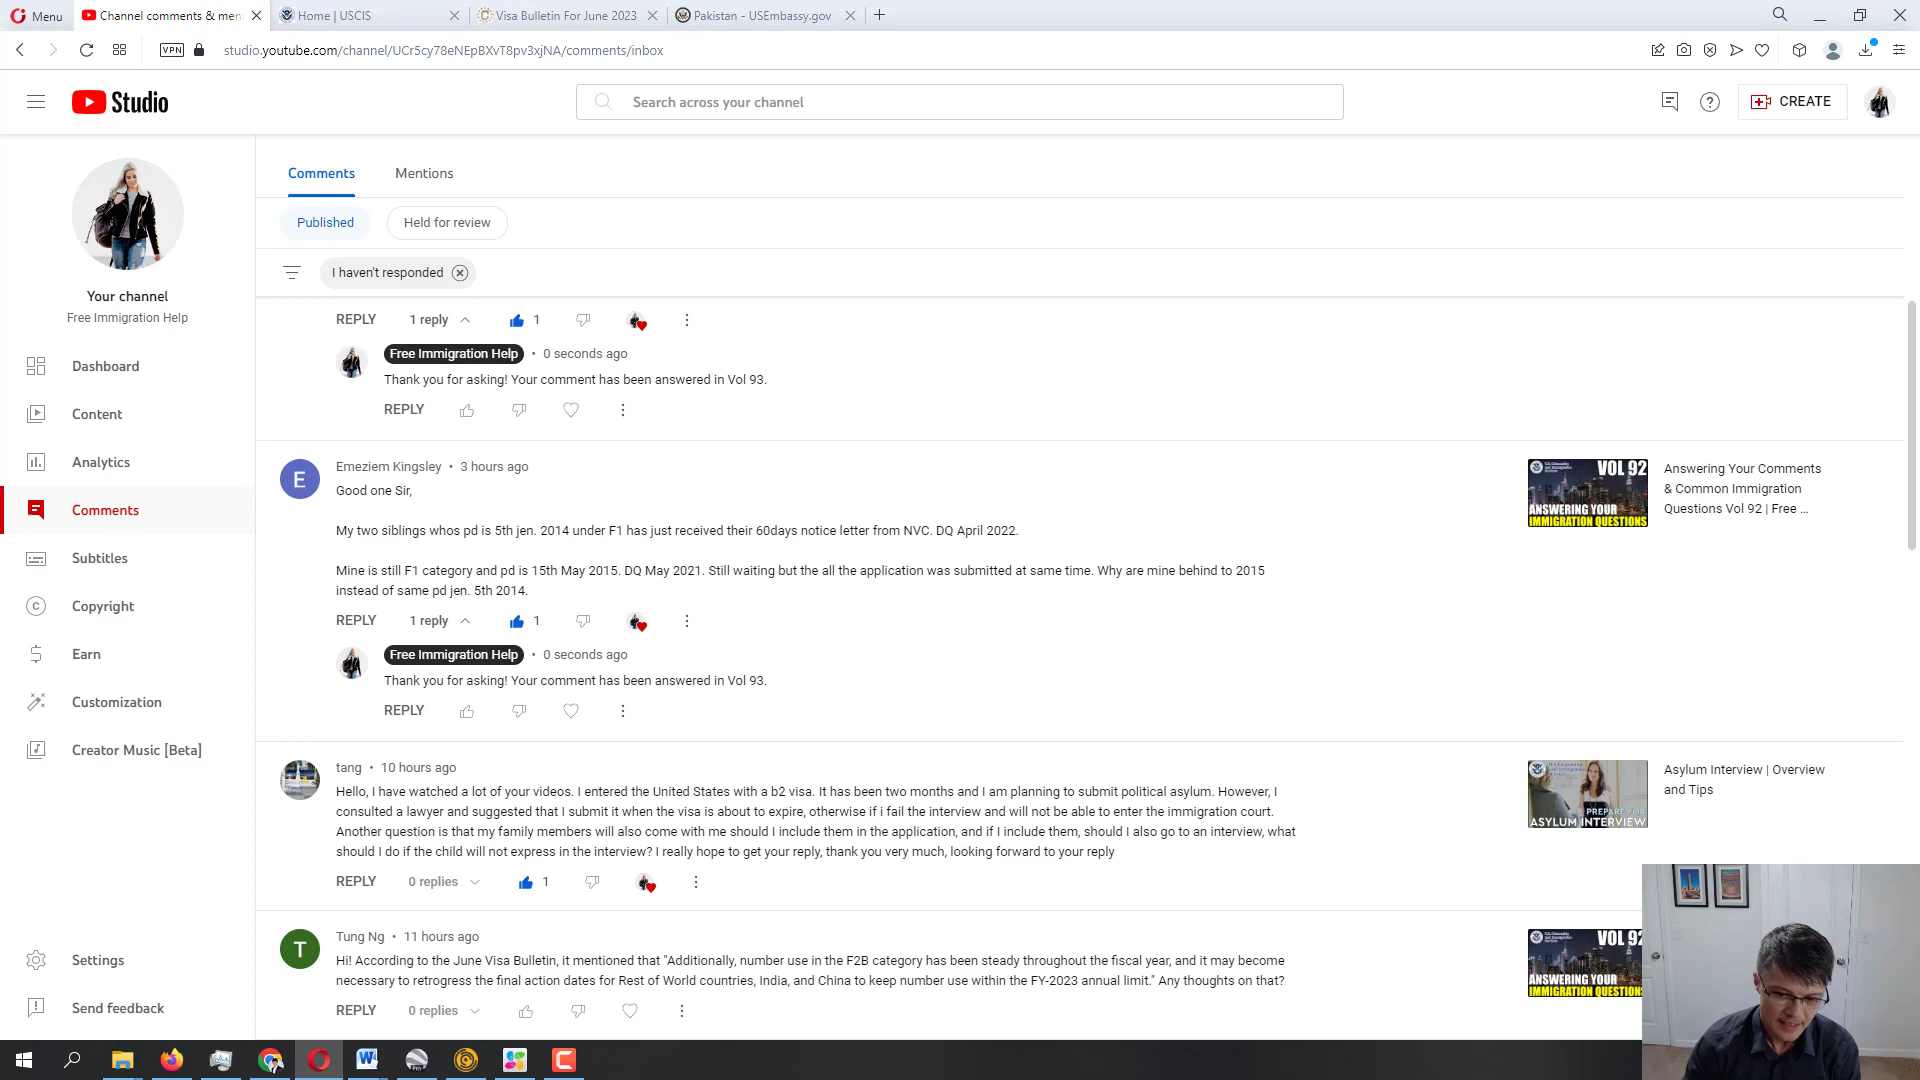 Menu
Channel comments & men
Home | USCIS
Visa Bulletin For June 2023
Pakistan - USEmbassy.gov
VPN
studio.youtube.com/channel/UCr5cy78eNEpBXvT8pv3xjNA/comments/inbox
Studio
Search across your channel
CREATE
Your channel
Free Immigration Help
Dashboard
Content
Analytics
Comments
Subtitles
Copyright
Earn
Customization
Creator Music [Beta]
Settings
Send feedback
Comments
Mentions
Published
Held for review
I haven't responded
REPLY 1 reply 1
Free Immigration Help • 0 seconds ago
Thank you for asking! Your comment has been answered in Vol 93.
REPLY
E
Emeziem Kingsley • 3 hours ago
Good one Sir,
My two siblings whos pd is 5th jen. 2014 under F1 has just received their 60days notice letter from NVC. DQ April 2022.
Mine is still F1 category and pd is 15th May 2015. DQ May 2021. Still waiting but the all the application was submitted at same time. Why are mine behind to 2015
instead of same pd jen. 5th 2014.
REPLY 1 reply 1
VOL 92
ANSWERING YOUR
IMMIGRATION QUESTIONS
Answering Your Comments
& Common Immigration
Questions Vol 92 | Free ...
Free Immigration Help • 0 seconds ago
Thank you for asking! Your comment has been answered in Vol 93.
REPLY
tang • 10 hours ago
Hello, I have watched a lot of your videos. I entered the United States with a b2 visa. It has been two months and I am planning to submit political asylum. However, I
consulted a lawyer and suggested that I submit it when the visa is about to expire, otherwise if i fail the interview and will not be able to enter the immigration court.
Another question is that my family members will also come with me should I include them in the application, and if I include them, should I also go to an interview, what
should I do if the child will not express in the interview? I really hope to get your reply, thank you very much, looking forward to your reply
REPLY 0 replies 1
PREPARE FOR
ASYLUM INTERVIEW
Asylum Interview | Overview
and Tips
T
Tung Ng • 11 hours ago
Hi! According to the June Visa Bulletin, it mentioned that "Additionally, number use in the F2B category has been steady throughout the fiscal year, and it may become
necessary to retrogress the final action dates for Rest of World countries, India, and China to keep number use within the FY-2023 annual limit." Any thoughts on that?
REPLY 0 replies
VOL 92
ANSWERING YOUR
IMMIGRATION QUESTIONS